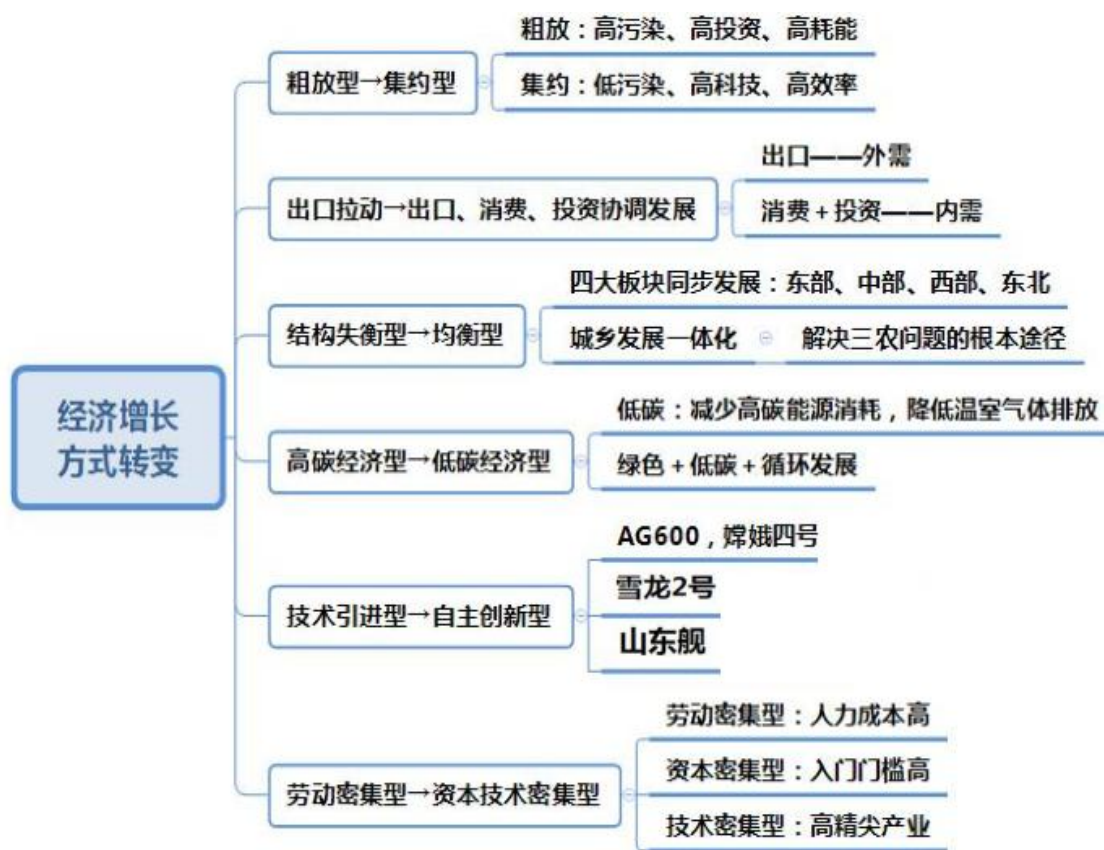 经济增长
方式转变
粗放型→集约型
粗放：高污染、高投资、高耗能
集约：低污染、高科技、高效率
出口拉动→出口、消费、投资协调发展
出口——外需
消费＋投资——内需
结构失衡型→均衡型
四大板块同步发展：东部、中部、西部、东北
城乡发展一体化
解决三农问题的根本途径
高碳经济型→低碳经济型
低碳：减少高碳能源消耗，降低温室气体排放
绿色＋低碳＋循环发展
技术引进型→自主创新型
AG600，嫦娥四号
雪龙2号
山东舰
劳动密集型→资本技术密集型
劳动密集型：人力成本高
资本密集型：入门门槛高
技术密集型：高精尖产业